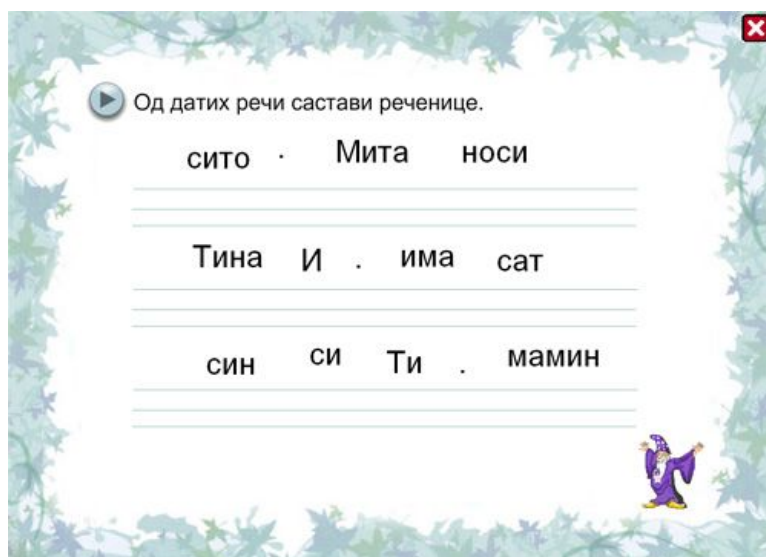 Од датих речи састави реченице.
сито . Мита носи
Тина И . има сат
син си Ти . мамин